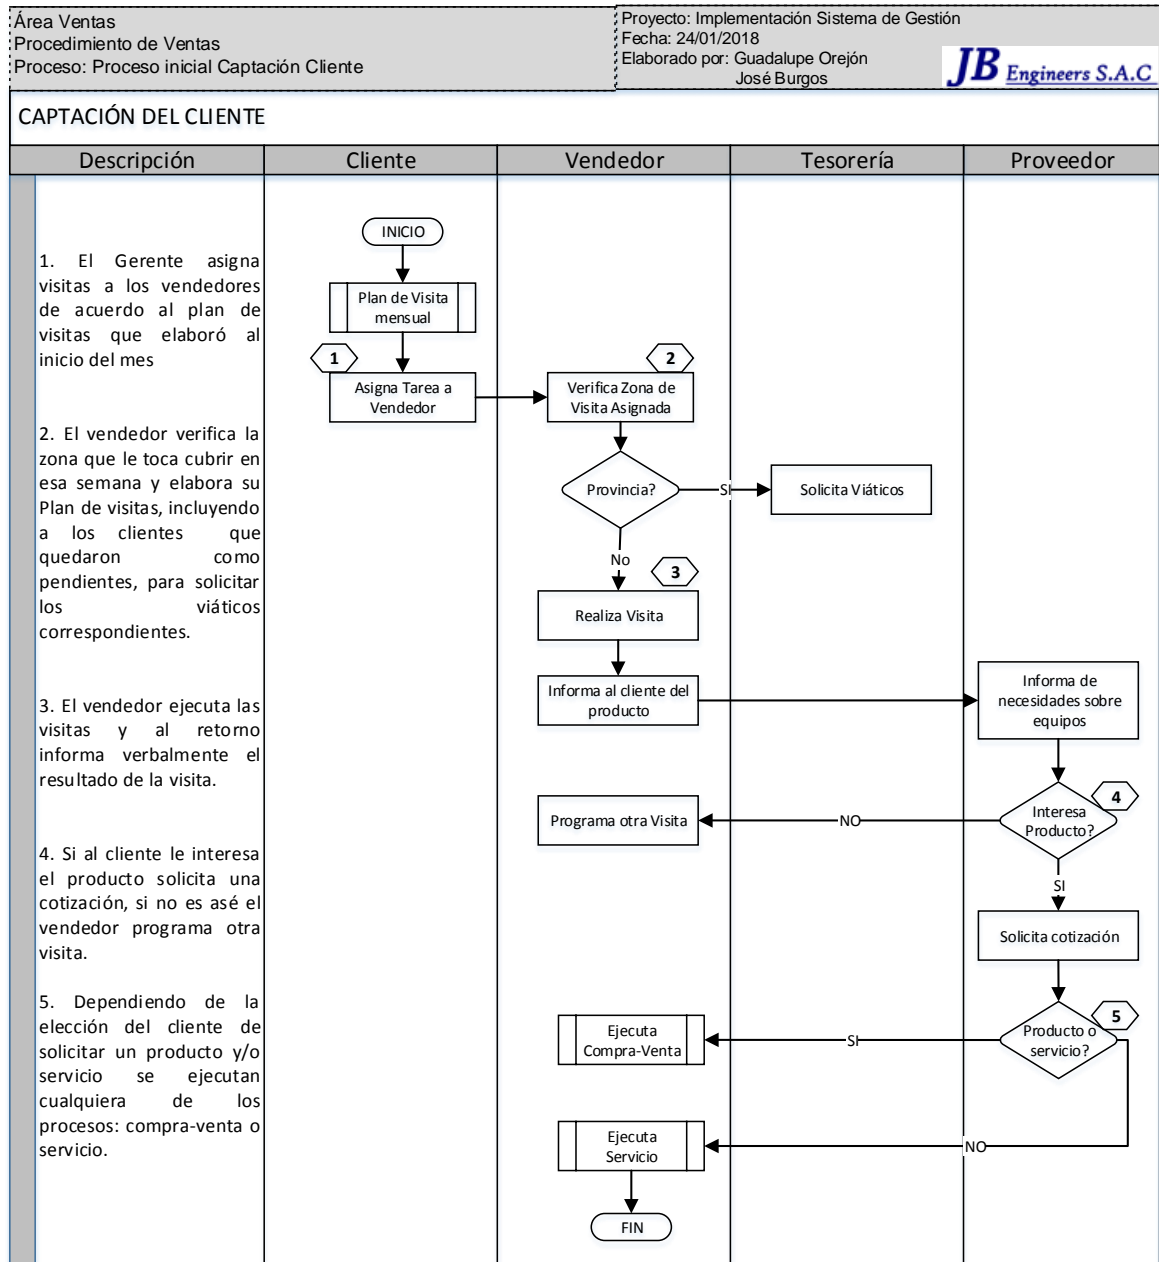 Área Ventas
Procedimiento de Ventas
Proceso: Proceso inicial Captación Cliente
Proyecto: Implementación Sistema de Gestión
Fecha: 24/01/2018
Elaborado por: Guadalupe Orejón
José Burgos
JB Engineers S.A.C
CAPTACIÓN DEL CLIENTE
Descripción
Cliente
Vendedor
Tesorería
Proveedor
1. El Gerente asigna
visitas a los vendedores
de acuerdo al plan de
visitas que elaboró al
inicio del mes
2. El vendedor verifica la
zona que le toca cubrir en
esa semana y elabora su
Plan de visitas, incluyendo
a los clientes que
quedaron como
pendientes, para solicitar
los viáticos
correspondientes.
3. El vendedor ejecuta las
visitas y al retorno
informa verbalmente el
resultado de la visita.
4. Si al cliente le interesa
el producto solicita una
cotización, si no es asé el
vendedor programa otra
visita.
5. Dependiendo de la
elección del cliente de
solicitar un producto y/o
servicio se ejecutan
cualquiera de los
procesos: compra-venta o
servicio.
INICIO
Plan de Visita
mensual
1
Asigna Tarea a
Vendedor
2
Verifica Zona de
Visita Asignada
Provincia?
SI
Solicita Viáticos
No
3
Realiza Visita
Informa al cliente del
producto
Informa de
necesidades sobre
equipos
4
Interesa
Producto?
NO
Programa otra Visita
SI
Solicita cotización
5
Producto o
servicio?
SI
Ejecuta
Compra-Venta
NO
Ejecuta
Servicio
FIN